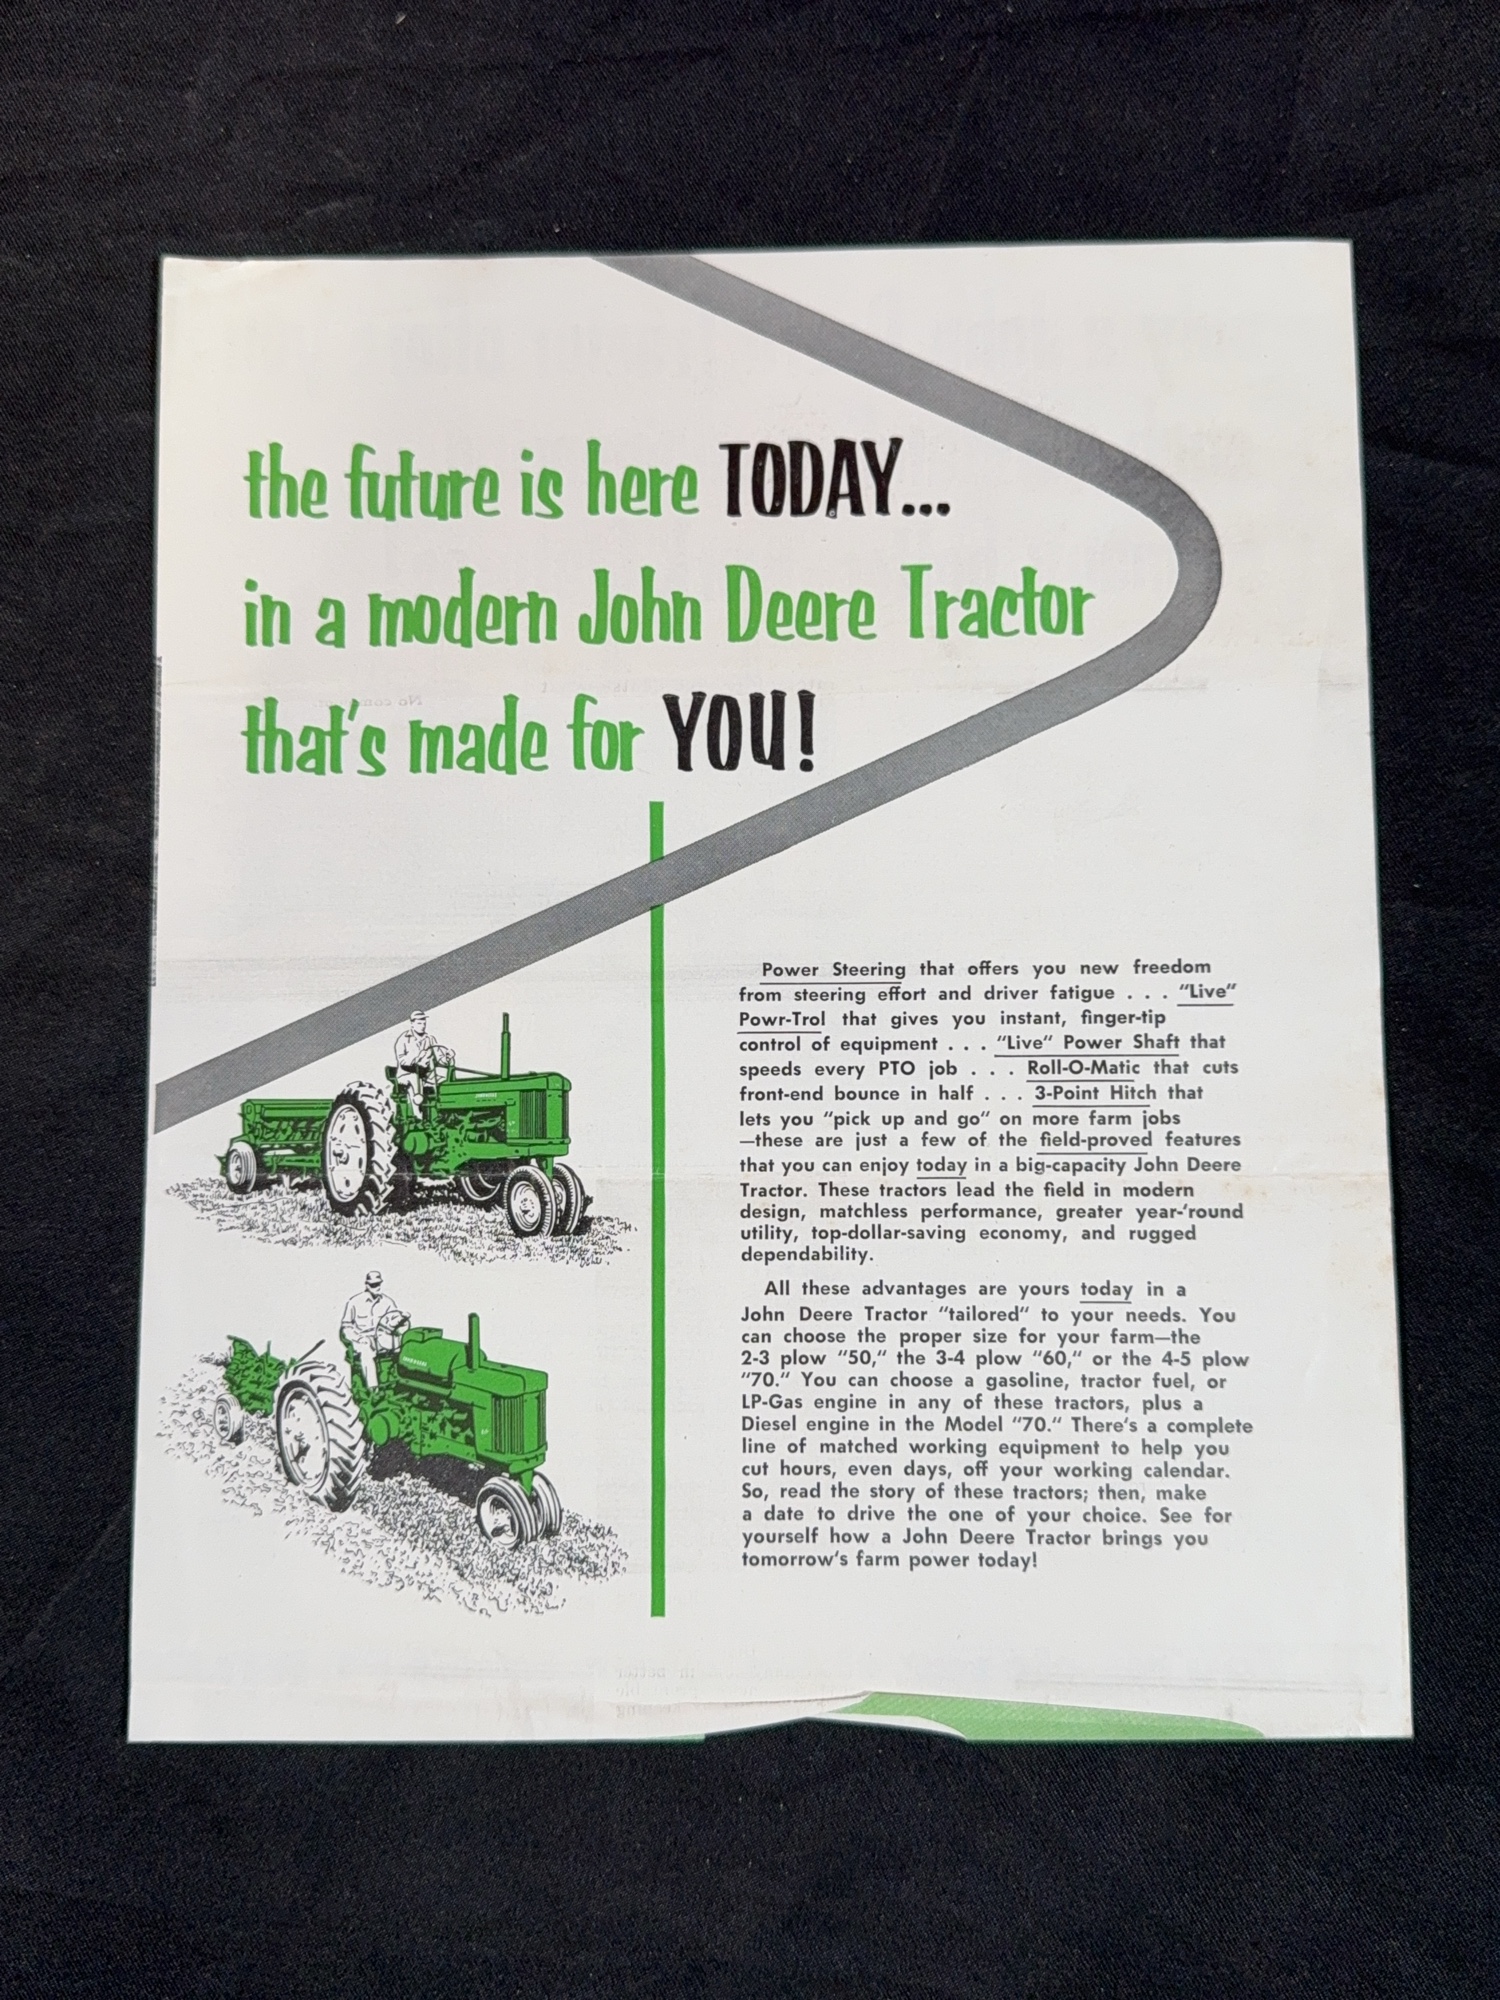 the future is here TODAY...
in a modern John Deere Tractor
that's made for YOU!
Power Steering that offers you new freedom
from steering effort and driver fatigue . . . "Live"
Powr-Trol that gives you instant, finger-tip
control of equipment . . . "Live" Power Shaft that
speeds every PTO job . . . Roll-O-Matic that cuts
front-end bounce in half . . . 3-Point Hitch that
lets you "pick up and go" on more farm jobs
—these are just a few of the field-proved features
that you can enjoy today in a big-capacity John Deere
Tractor. These tractors lead the field in modern
design, matchless performance, greater year-'round
utility, top-dollar-saving economy, and rugged
dependability.
All these advantages are yours today in a
John Deere Tractor "tailored" to your needs. You
can choose the proper size for your farm—the
2-3 plow "50," the 3-4 plow "60," or the 4-5 plow
"70." You can choose a gasoline, tractor fuel, or
LP-Gas engine in any of these tractors, plus a
Diesel engine in the Model "70." There's a complete
line of matched working equipment to help you
cut hours, even days, off your working calendar.
So, read the story of these tractors; then, make
a date to drive the one of your choice. See for
yourself how a John Deere Tractor brings you
tomorrow's farm power today!